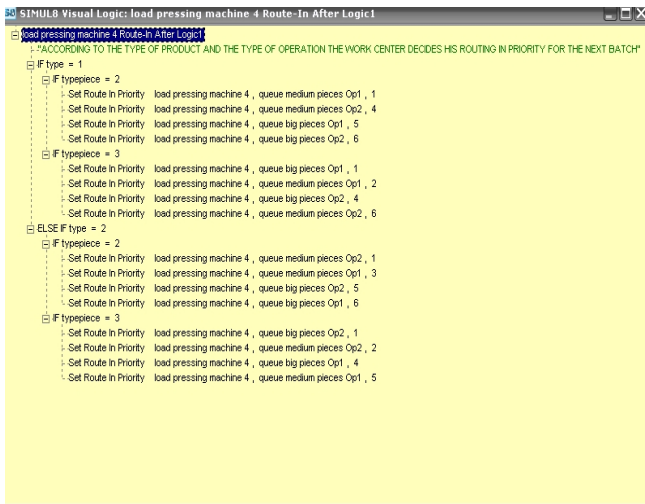 S8 SIMUL8 Visual Logic: load pressing machine 4 Route-In After Logic1
load pressing machine 4 Route-In After Logic1
"ACCORDING TO THE TYPE OF PRODUCT AND THE TYPE OF OPERATION THE WORK CENTER DECIDES HIS ROUTING IN PRIORITY FOR THE NEXT BATCH"
IF type = 1
IF typepiece = 2
Set Route In Priority load pressing machine 4 , queue medium pieces Op1 , 1
Set Route In Priority load pressing machine 4 , queue medium pieces Op2 , 4
Set Route In Priority load pressing machine 4 , queue big pieces Op1 , 5
Set Route In Priority load pressing machine 4 , queue big pieces Op2 , 6
IF typepiece = 3
Set Route In Priority load pressing machine 4 , queue big pieces Op1 , 1
Set Route In Priority load pressing machine 4 , queue medium pieces Op1 , 2
Set Route In Priority load pressing machine 4 , queue big pieces Op2 , 4
Set Route In Priority load pressing machine 4 , queue medium pieces Op2 , 6
ELSE IF type = 2
IF typepiece = 2
Set Route In Priority load pressing machine 4 , queue medium pieces Op2 , 1
Set Route In Priority load pressing machine 4 , queue medium pieces Op1 , 3
Set Route In Priority load pressing machine 4 , queue big pieces Op2 , 5
Set Route In Priority load pressing machine 4 , queue big pieces Op1 , 6
IF typepiece = 3
Set Route In Priority load pressing machine 4 , queue big pieces Op2 , 1
Set Route In Priority load pressing machine 4 , queue medium pieces Op2 , 2
Set Route In Priority load pressing machine 4 , queue big pieces Op1 , 4
Set Route In Priority load pressing machine 4 , queue medium pieces Op1 , 5